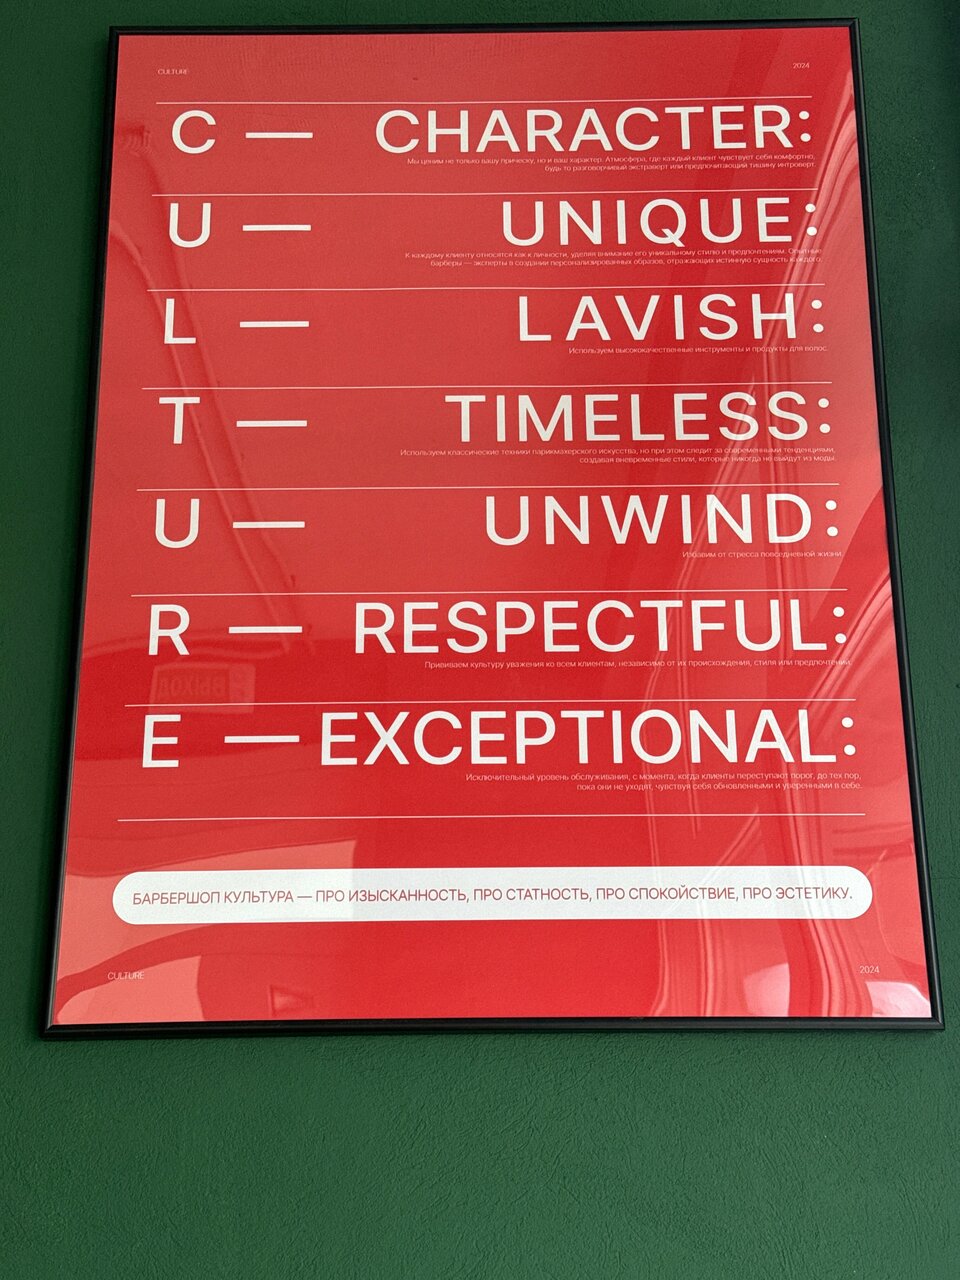 CULTURE 2024
C — CHARACTER:
Мы ценим не только вашу прическу, но и ваш характер. Атмосфера, где каждый клиент чувствует себя комфортно,
будь то разговорчивый экстраверт или предпочитающий тишину интроверт.
U — UNIQUE:
К каждому клиенту относятся как к личности, уделяя внимание его уникальному стилю и предпочтениям. Опытные
барберы — эксперты в создании персонализированных образов, отражающих истинную сущность каждого.
L — LAVISH:
Используем высококачественные инструменты и продукты для волос.
T — TIMELESS:
Используем классические техники парикмахерского искусства, но при этом следит за современными тенденциями,
создавая вневременные стили, которые никогда не выйдут из моды.
U — UNWIND:
Избавим от стресса повседневной жизни.
R — RESPECTFUL:
Прививаем культуру уважения ко всем клиентам, независимо от их происхождения, стиля или предпочтений.
E — EXCEPTIONAL:
Исключительный уровень обслуживания, с момента, когда клиенты переступают порог, до тех пор,
пока они не уходят, чувствуя себя обновленными и уверенными в себе.
ВЫХОД
БАРБЕРШОП КУЛЬТУРА — ПРО ИЗЫСКАННОСТЬ, ПРО СТАТНОСТЬ, ПРО СПОКОЙСТВИЕ, ПРО ЭСТЕТИКУ.
CULTURE 2024